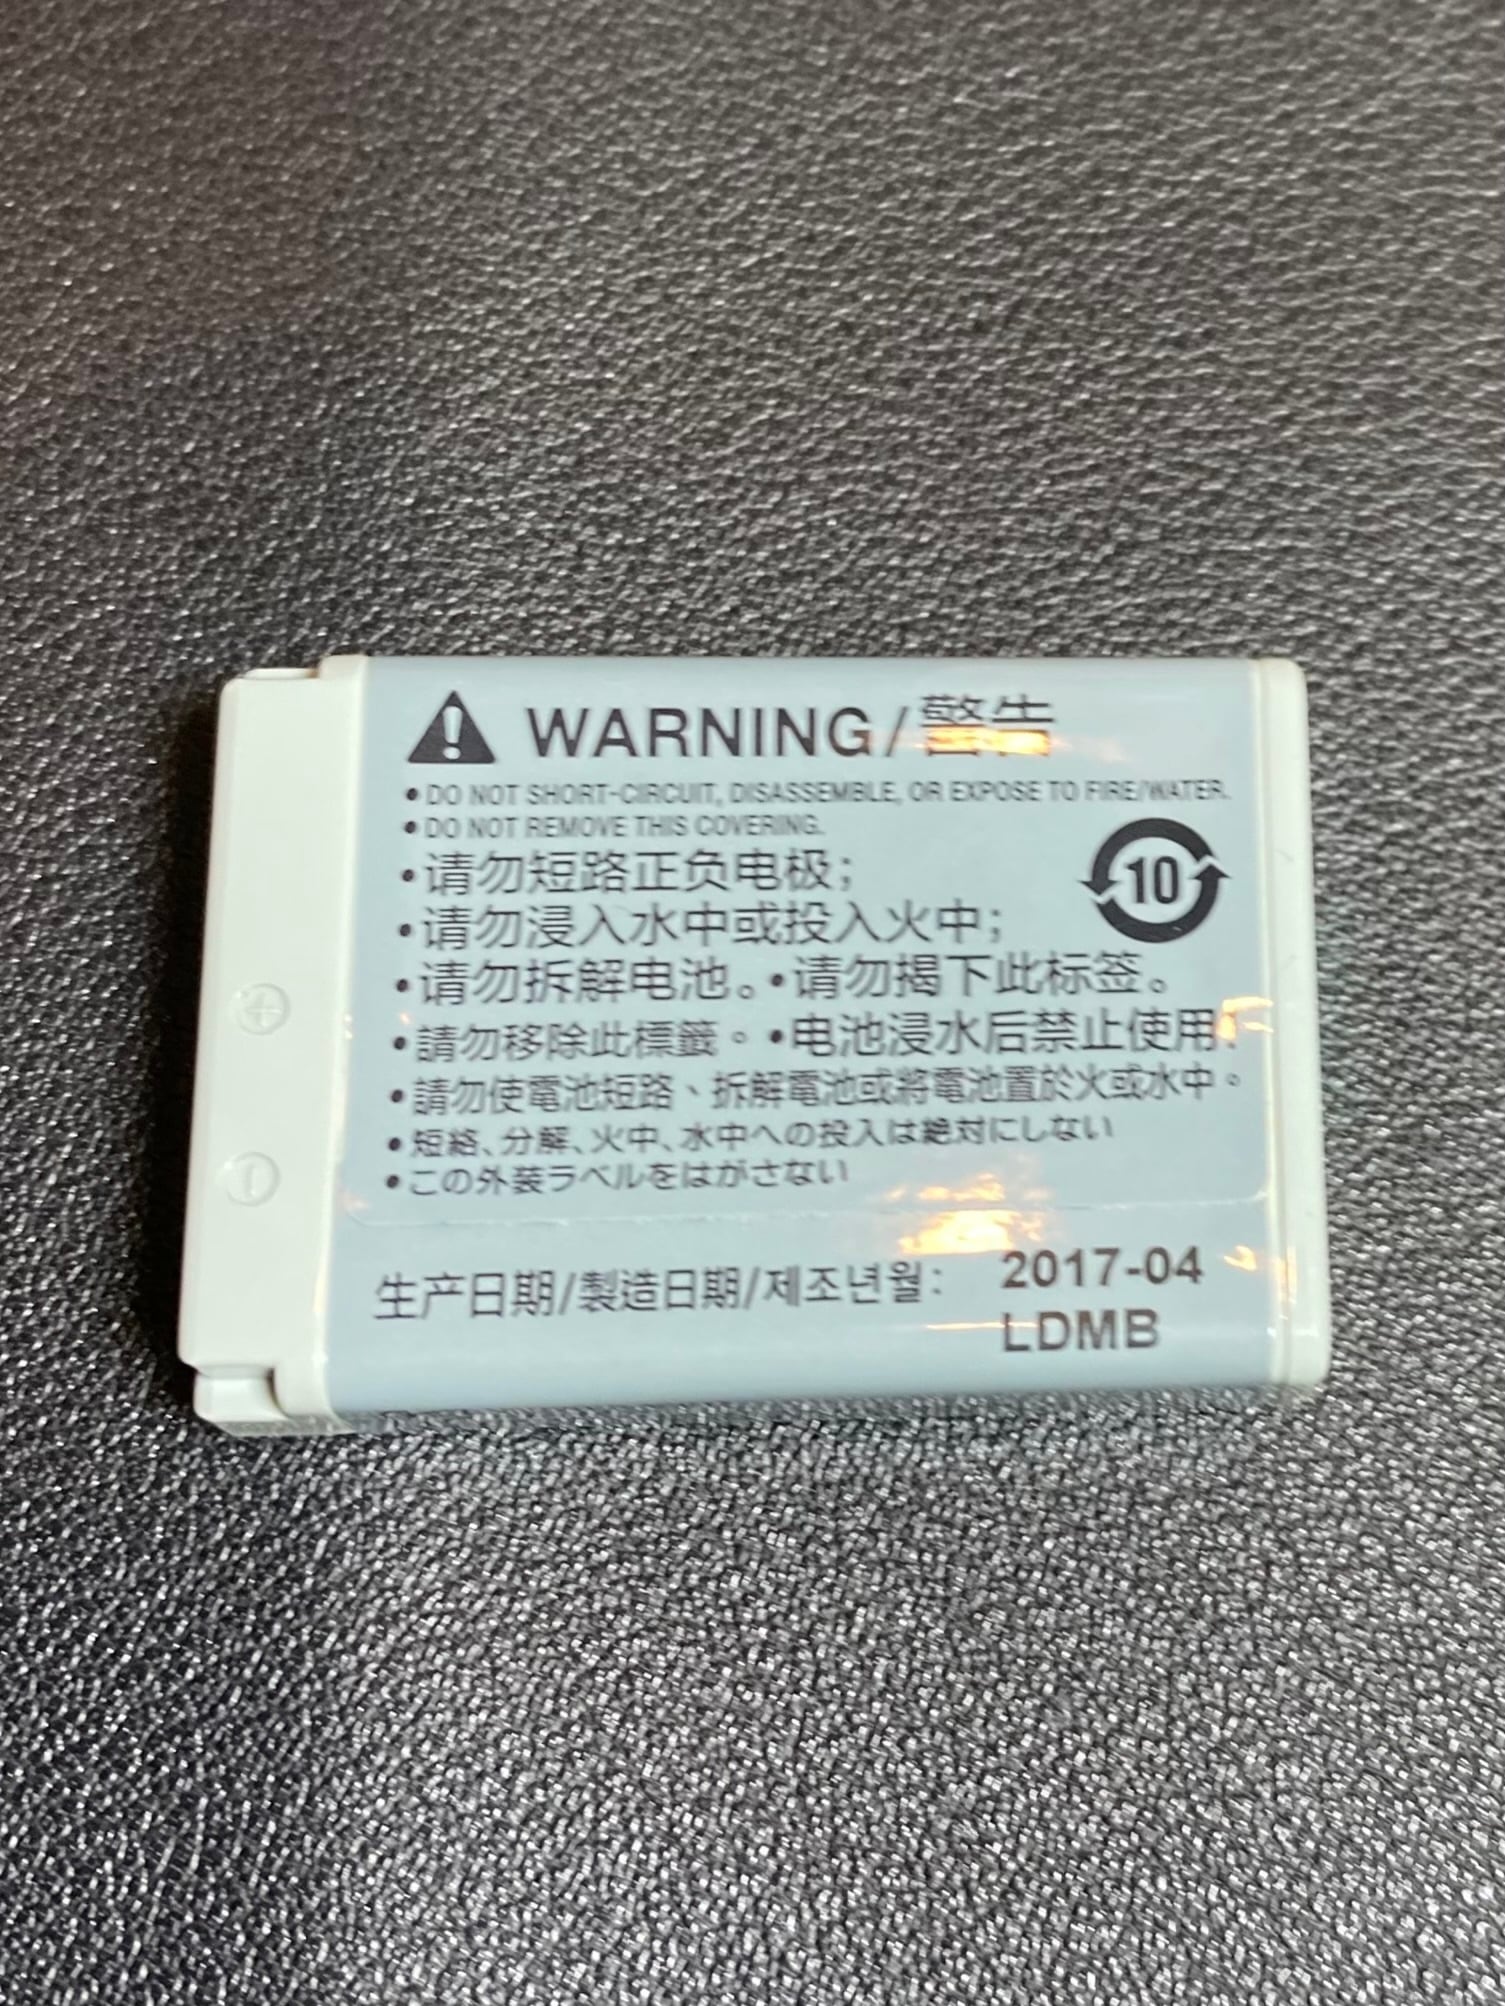 WARNING/警告
•DO NOT SHORT-CIRCUIT, DISASSEMBLE, OR EXPOSE TO FIRE/WATER.
•DO NOT REMOVE THIS COVERING.
10
•请勿短路正负电极；
•请勿浸入水中或投入火中；
•请勿拆解电池。•请勿揭下此标签。
•請勿移除此標籤。•电池浸水后禁止使用！
•請勿使電池短路、拆解電池或將電池置於火或水中。
•短絡､分解､火中､水中への投入は絶対にしない
•この外装ラベルをはがさない
生产日期/製造日期/제조년월: 2017-04
LDMB